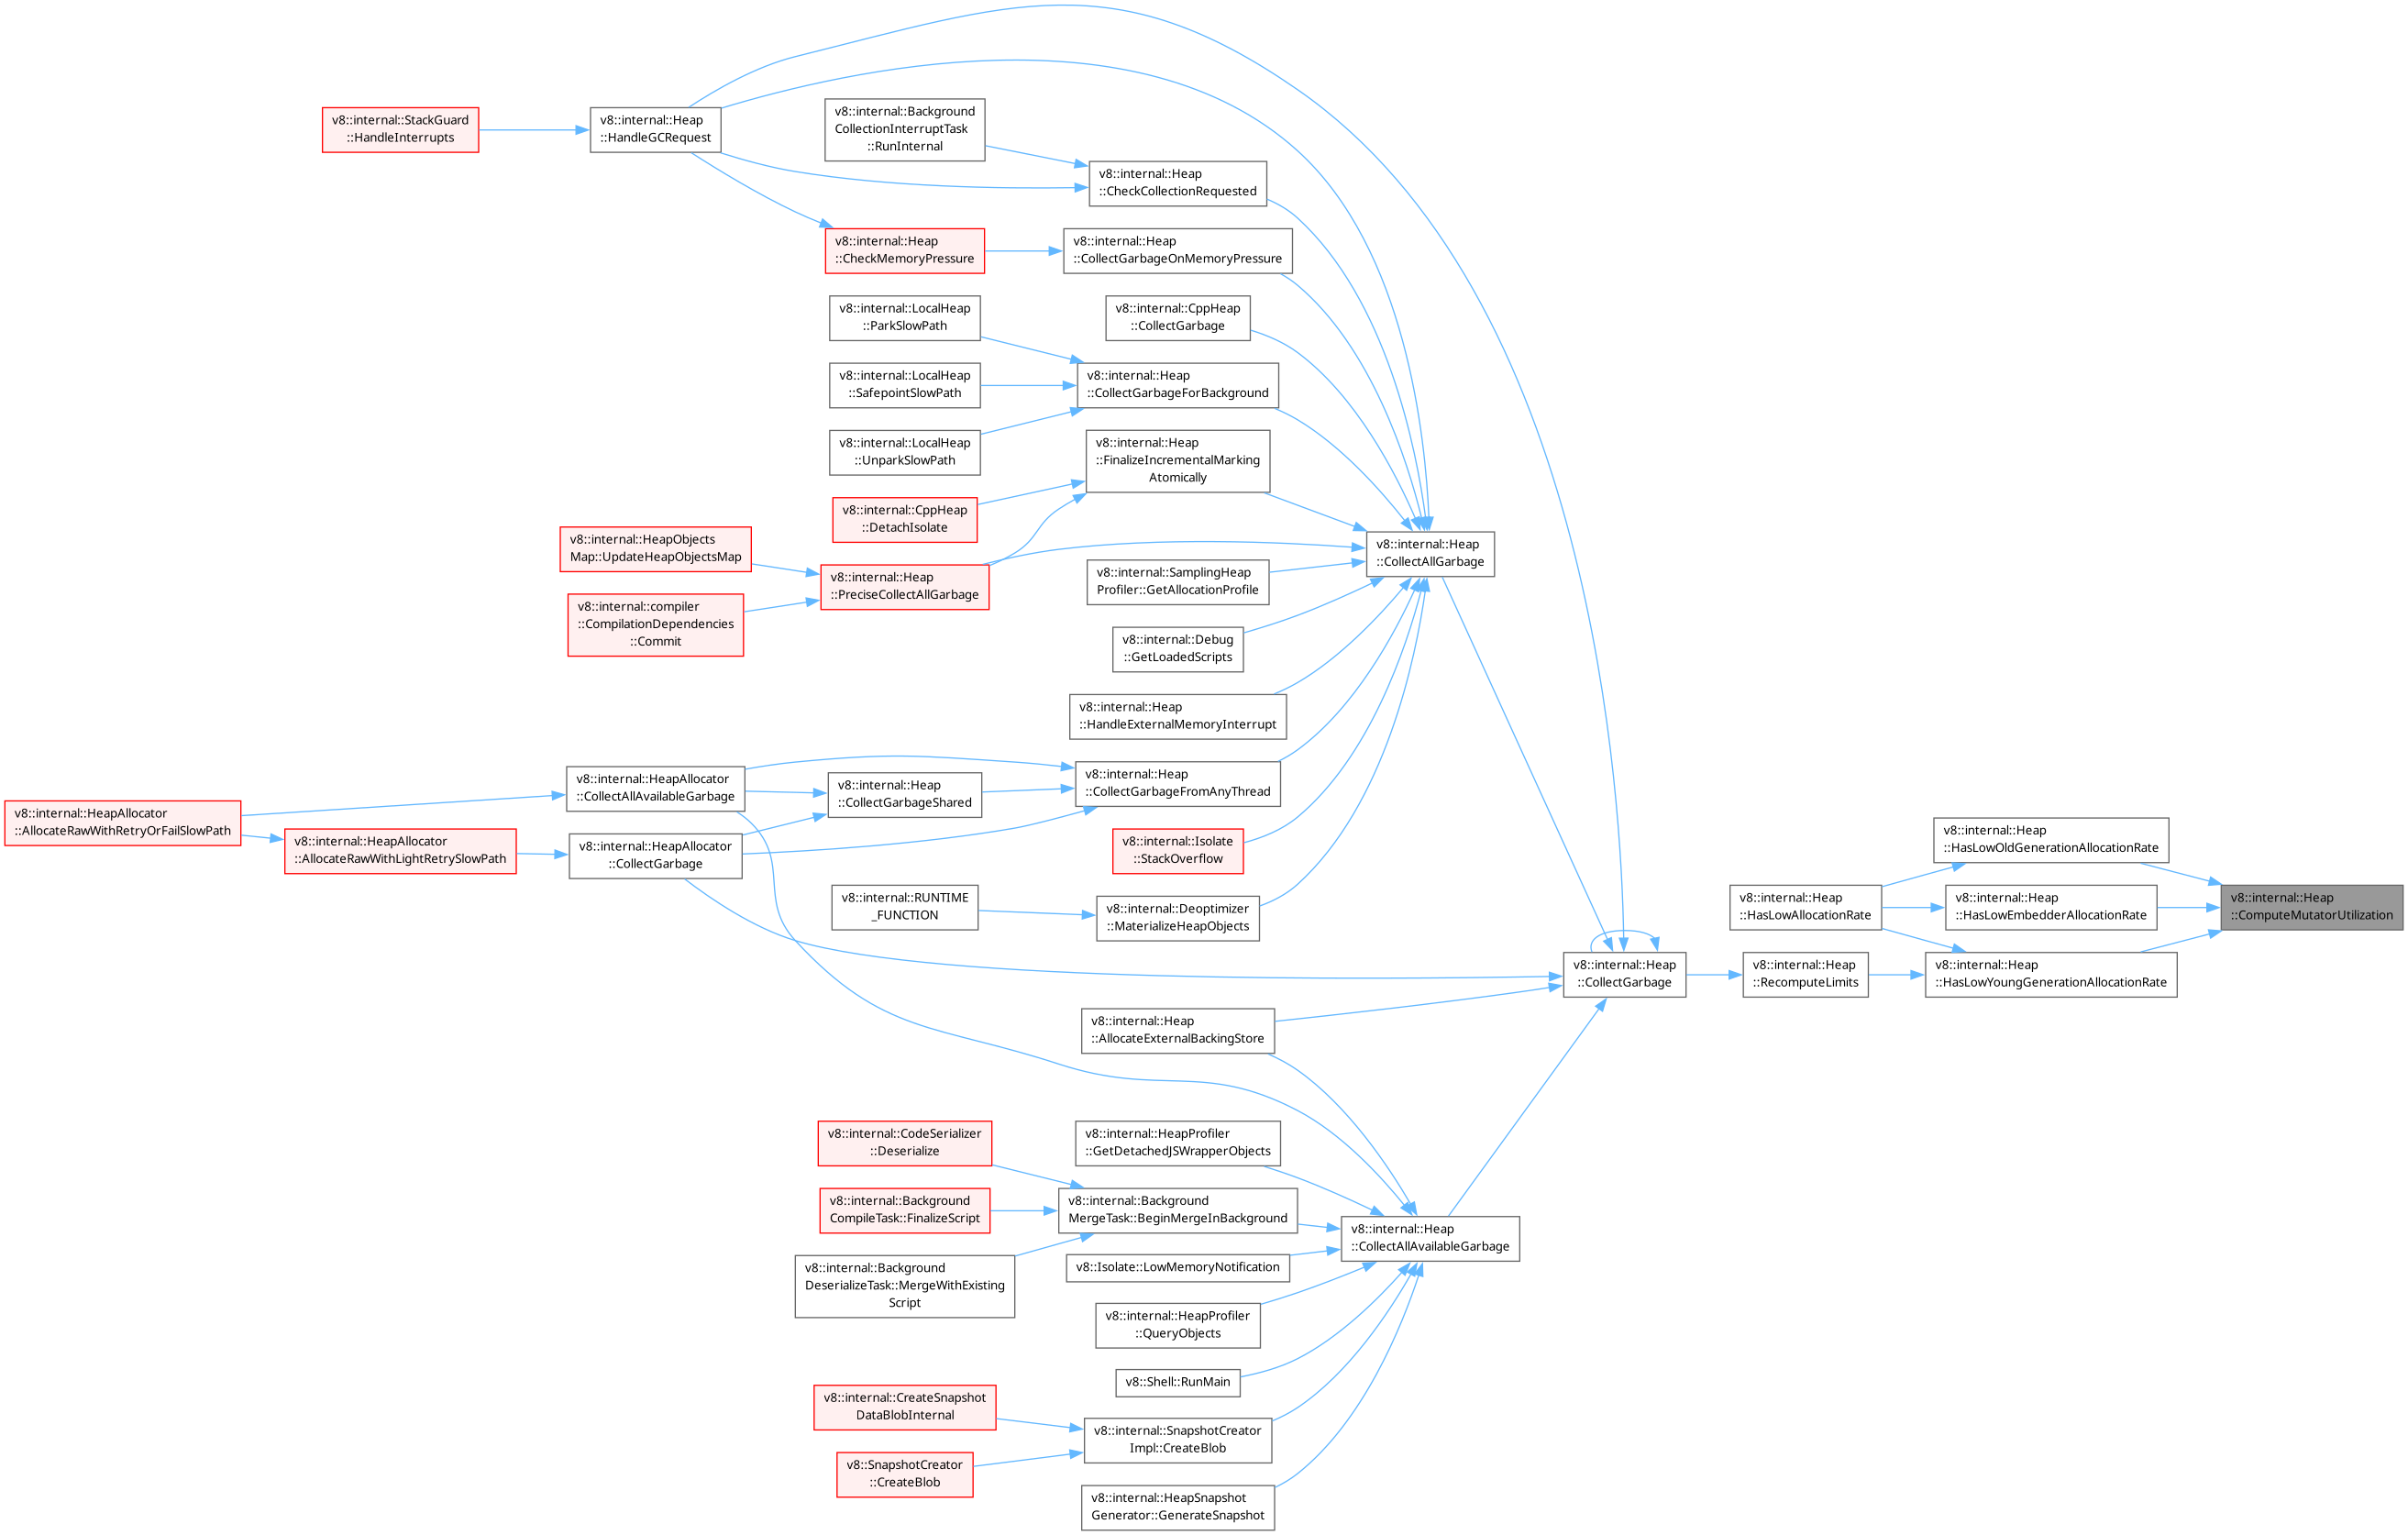 v8::internal::StackGuard
::HandleInterrupts
v8::internal::Heap
::HandleGCRequest
v8::internal::Background
CollectionInterruptTask
::RunInternal
v8::internal::Heap
::CheckCollectionRequested
v8::internal::Heap
::CheckMemoryPressure
v8::internal::Heap
::CollectGarbageOnMemoryPressure
v8::internal::LocalHeap
::ParkSlowPath
v8::internal::CppHeap
::CollectGarbage
v8::internal::LocalHeap
::SafepointSlowPath
v8::internal::Heap
::CollectGarbageForBackground
v8::internal::LocalHeap
::UnparkSlowPath
v8::internal::Heap
::FinalizeIncrementalMarking
Atomically
v8::internal::CppHeap
::DetachIsolate
v8::internal::HeapObjects
Map::UpdateHeapObjectsMap
v8::internal::Heap
::CollectAllGarbage
v8::internal::Heap
::PreciseCollectAllGarbage
v8::internal::SamplingHeap
Profiler::GetAllocationProfile
v8::internal::compiler
::CompilationDependencies
::Commit
v8::internal::Debug
::GetLoadedScripts
v8::internal::Heap
::HandleExternalMemoryInterrupt
v8::internal::HeapAllocator
::CollectAllAvailableGarbage
v8::internal::Heap
::CollectGarbageShared
v8::internal::Heap
::CollectGarbageFromAnyThread
v8::internal::HeapAllocator
::AllocateRawWithRetryOrFailSlowPath
v8::internal::HeapAllocator
::AllocateRawWithLightRetrySlowPath
v8::internal::HeapAllocator
::CollectGarbage
v8::internal::Isolate
::StackOverflow
v8::internal::RUNTIME
_FUNCTION
v8::internal::Deoptimizer
::MaterializeHeapObjects
v8::internal::Heap
::HasLowOldGenerationAllocationRate
v8::internal::Heap
::HasLowAllocationRate
v8::internal::Heap
::HasLowEmbedderAllocationRate
v8::internal::Heap
::ComputeMutatorUtilization
v8::internal::Heap
::CollectGarbage
v8::internal::Heap
::RecomputeLimits
v8::internal::Heap
::HasLowYoungGenerationAllocationRate
v8::internal::Heap
::AllocateExternalBackingStore
v8::internal::CodeSerializer
::Deserialize
v8::internal::HeapProfiler
::GetDetachedJSWrapperObjects
v8::internal::Background
CompileTask::FinalizeScript
v8::internal::Background
MergeTask::BeginMergeInBackground
v8::internal::Heap
::CollectAllAvailableGarbage
v8::internal::Background
DeserializeTask::MergeWithExisting
Script
v8::Isolate::LowMemoryNotification
v8::internal::HeapProfiler
::QueryObjects
v8::Shell::RunMain
v8::internal::CreateSnapshot
DataBlobInternal
v8::internal::SnapshotCreator
Impl::CreateBlob
v8::SnapshotCreator
::CreateBlob
v8::internal::HeapSnapshot
Generator::GenerateSnapshot